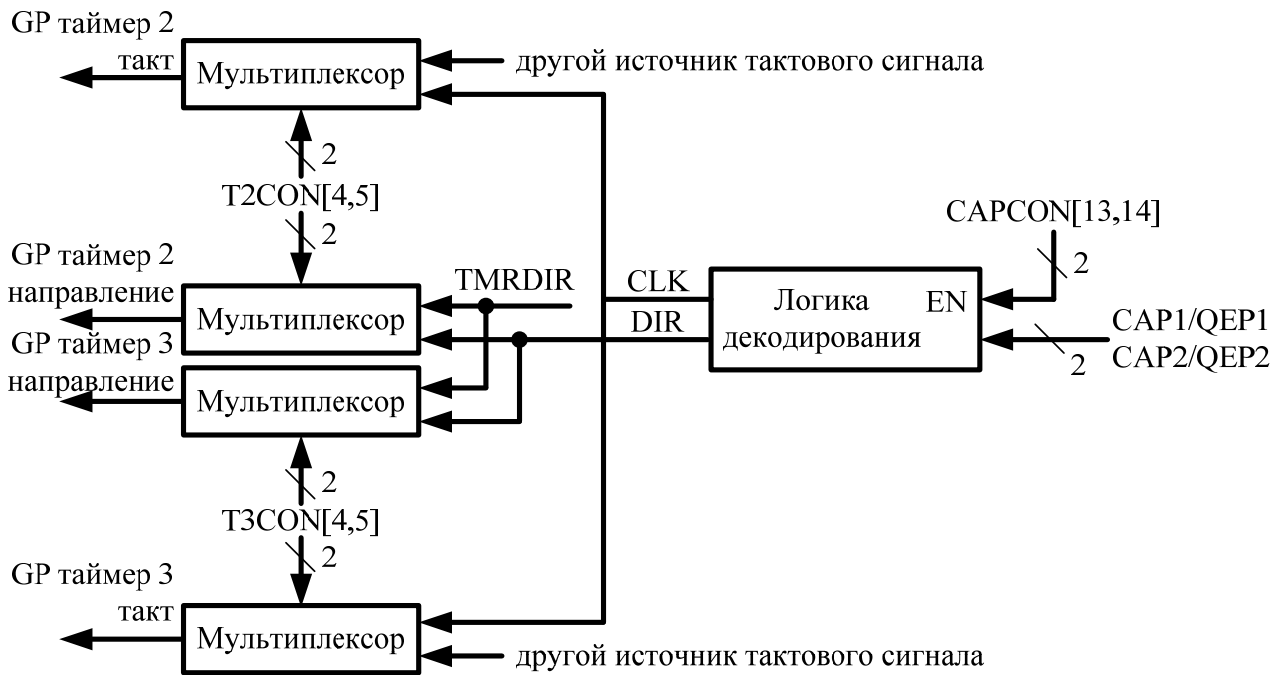 GP таймер 2
такт
Мультиплексор
другой источник тактового сигнала
2
T2CON[4,5]
2
CAPCON[13,14]
2
GP таймер 2
направление
Мультиплексор
TMRDIR
CLK
DIR
Логика
декодирования
EN
CAP1/QEP1
CAP2/QEP2
2
GP таймер 3
направление
Мультиплексор
2
T3CON[4,5]
2
GP таймер 3
такт
Мультиплексор
другой источник тактового сигнала